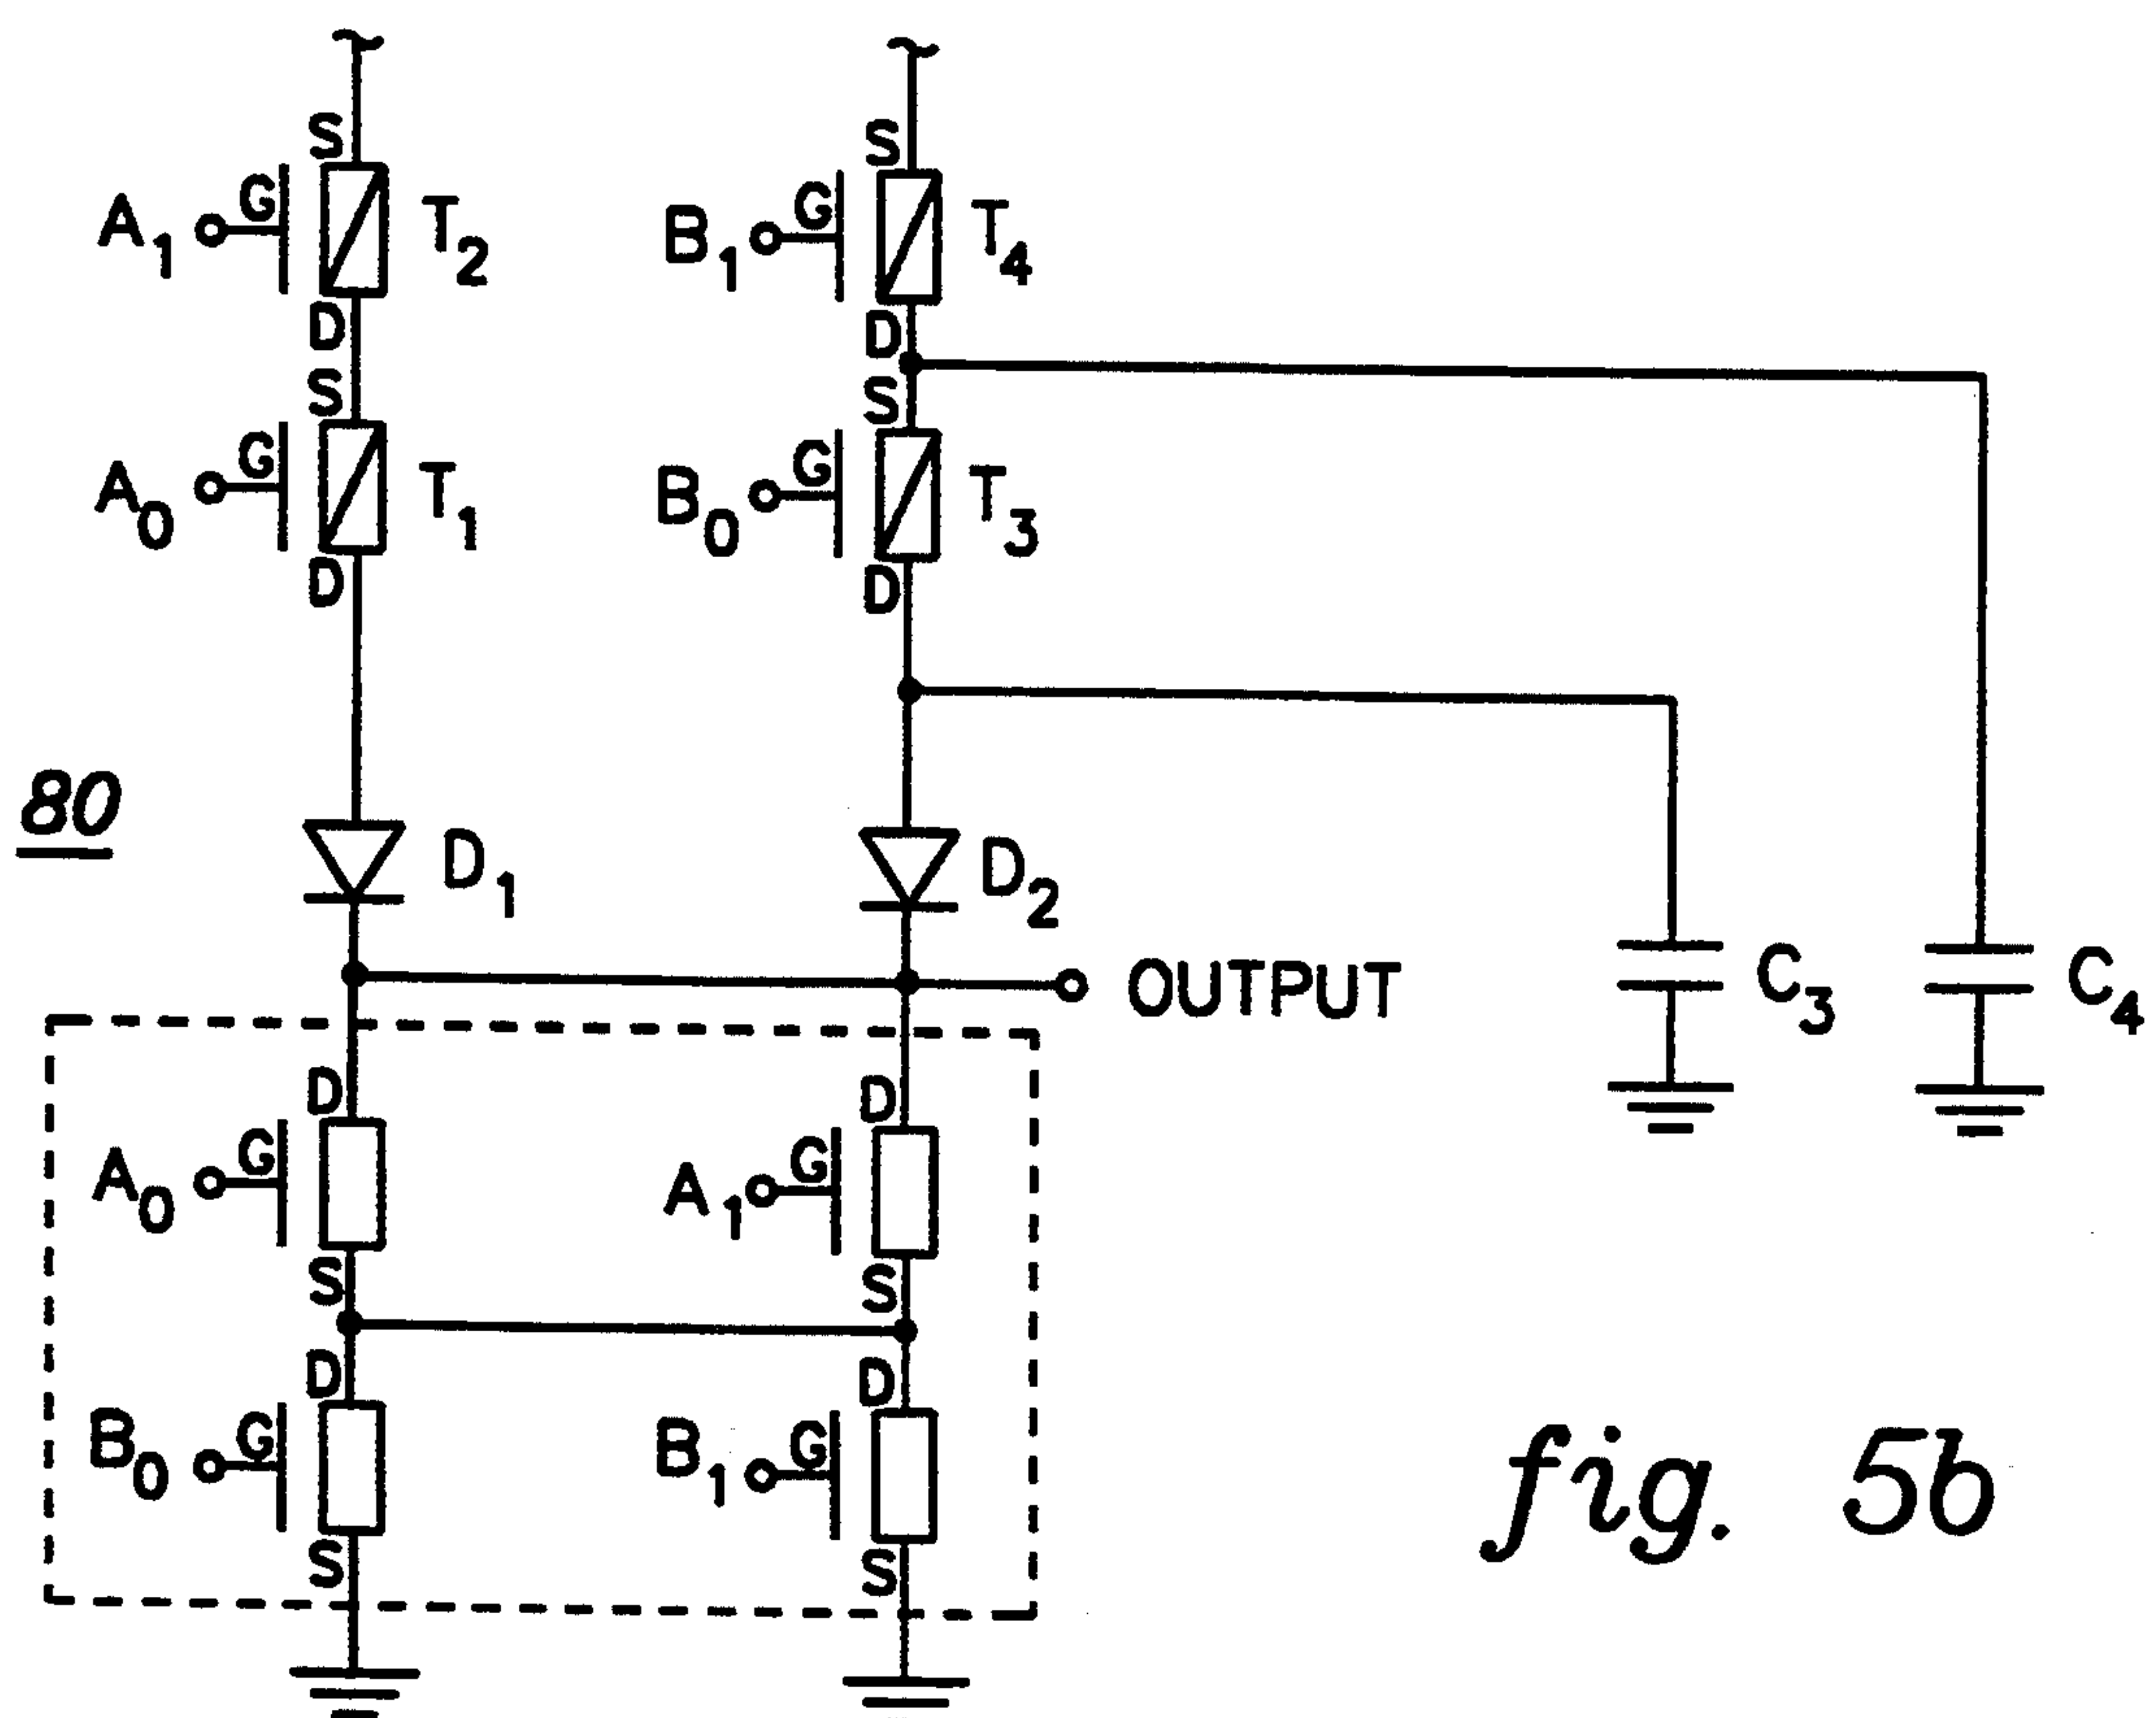 S S
A1 G T2 B1 G T4
D D
S S
A0 G T1 B0 G T3
D D
80
D1 D2
OUTPUT C3 C4
D D
A0 G A1 G
S S
D D
B0 G B1 G
S S
fig. 5b